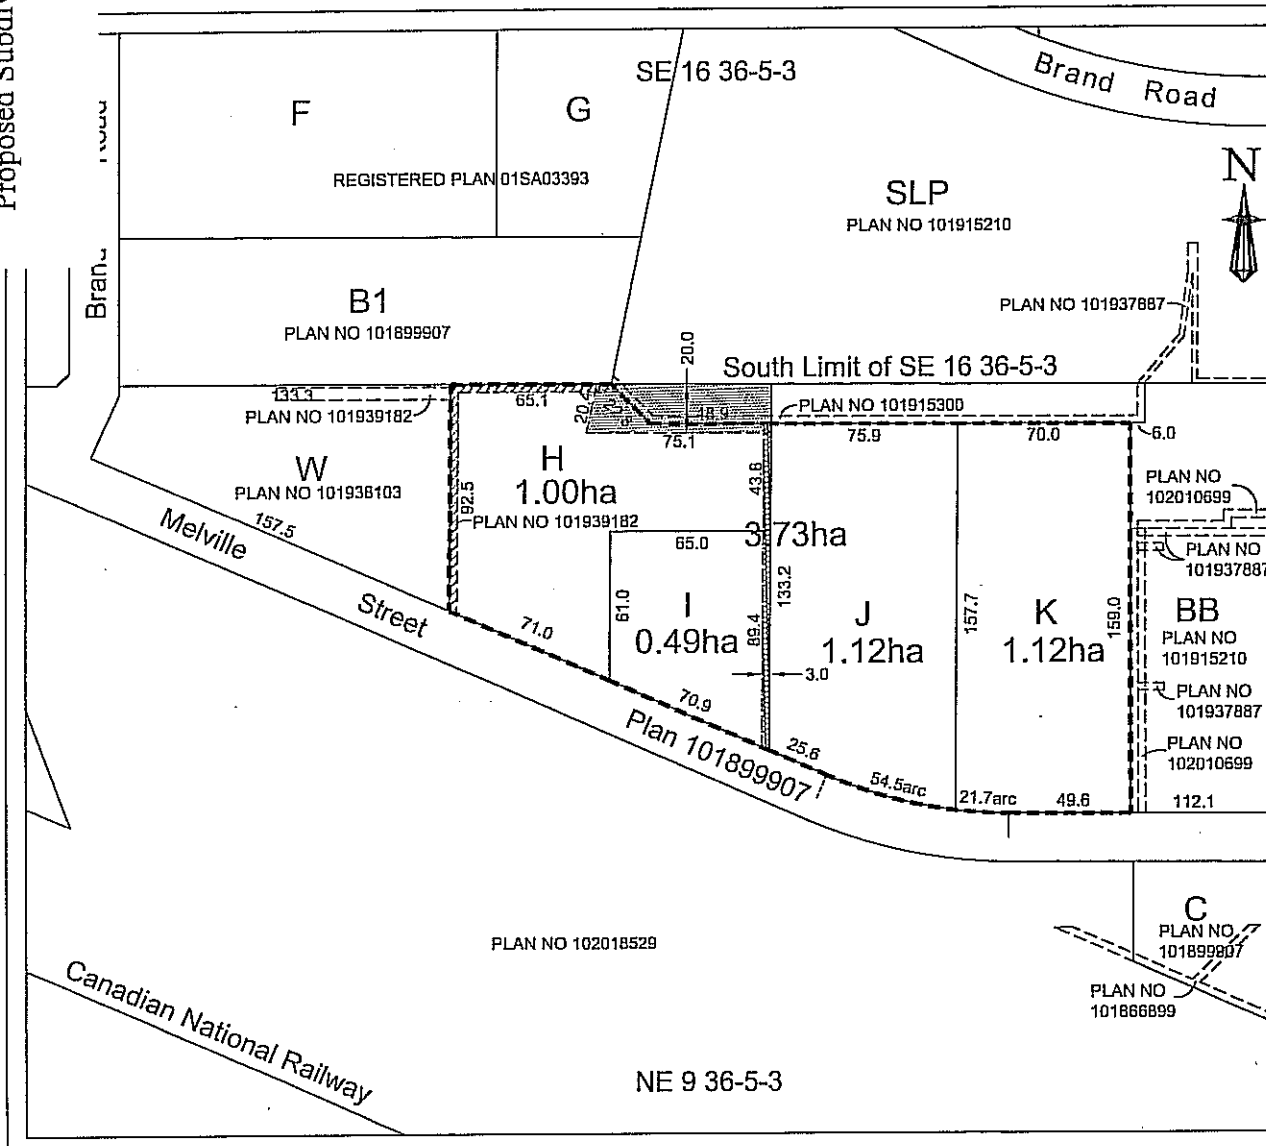 Proposed Subdiv
SE 16 36-5-3
Brand Road
F
G
N
REGISTERED PLAN 01SA03393
SLP
PLAN NO 101915210
Brand
Road
B1
PLAN NO 101899907
PLAN NO 101937887
20.0
South Limit of SE 16 36-5-3
133.3
PLAN NO 101939182
65.1
20.4
48.9
75.1
PLAN NO 101915300
75.9
70.0
6.0
W
PLAN NO 101938103
157.5
H
1.00ha
92.5
PLAN NO 101939182
43.8
3.73ha
PLAN NO
102010699
PLAN NO
101937887
Melville
Street
65.0
61.0
I
0.49ha
89.4
133.2
J
1.12ha
157.7
K
1.12ha
159.0
BB
PLAN NO
101915210
71.0
3.0
PLAN NO
101937887
70.9
Plan 101899907
25.6
54.5arc
21.7arc
49.6
PLAN NO
102010699
112.1
C
PLAN NO
101899907
PLAN NO
101866899
PLAN NO 102018529
Canadian National Railway
NE 9 36-5-3